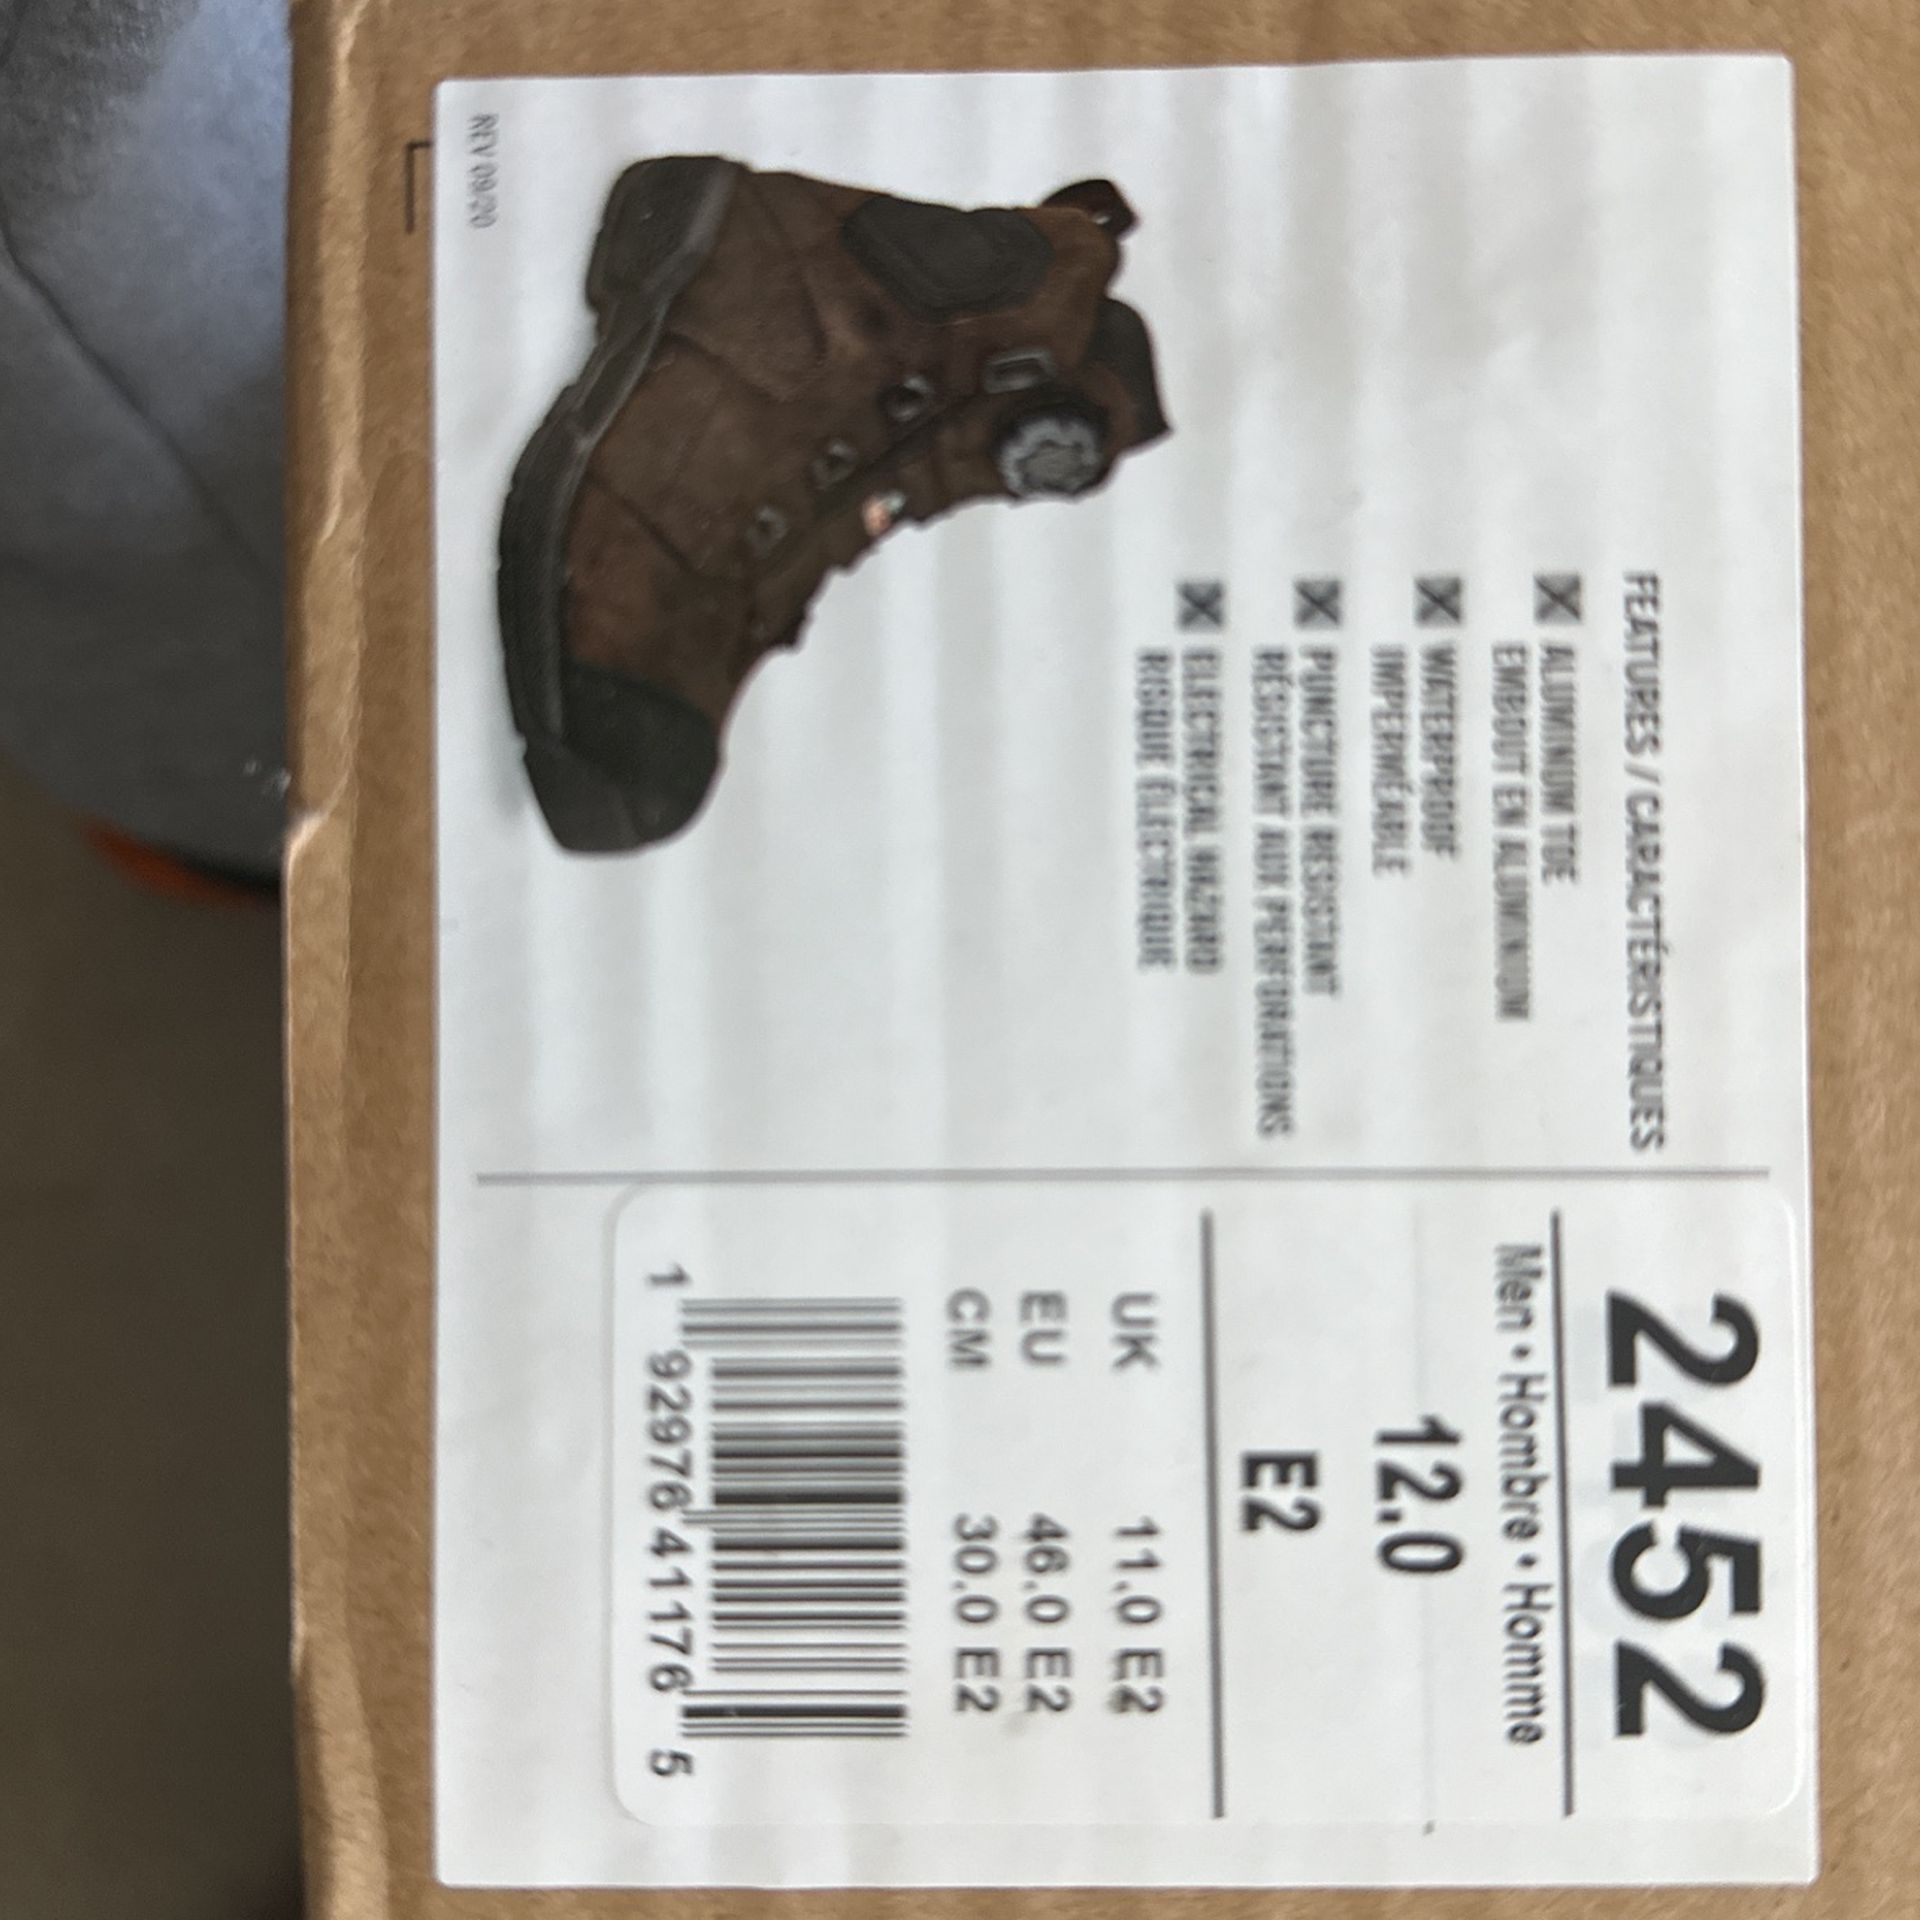 FEATURES / CARACTÉRISTIQUES
ALUMINUM TOE
EMBOUT EN ALUMINIUM
WATERPROOF
IMPERMÉABLE
PUNCTURE RESISTANT
RÉSISTANT AUX PERFORATIONS
ELECTRICAL HAZARD
RISQUE ÉLECTRIQUE
REV 09/20
2452
Men • Hombre • Homme
12.0
E2
UK 11.0 E2
EU 46.0 E2
CM 30.0 E2
1 92976 41176 5